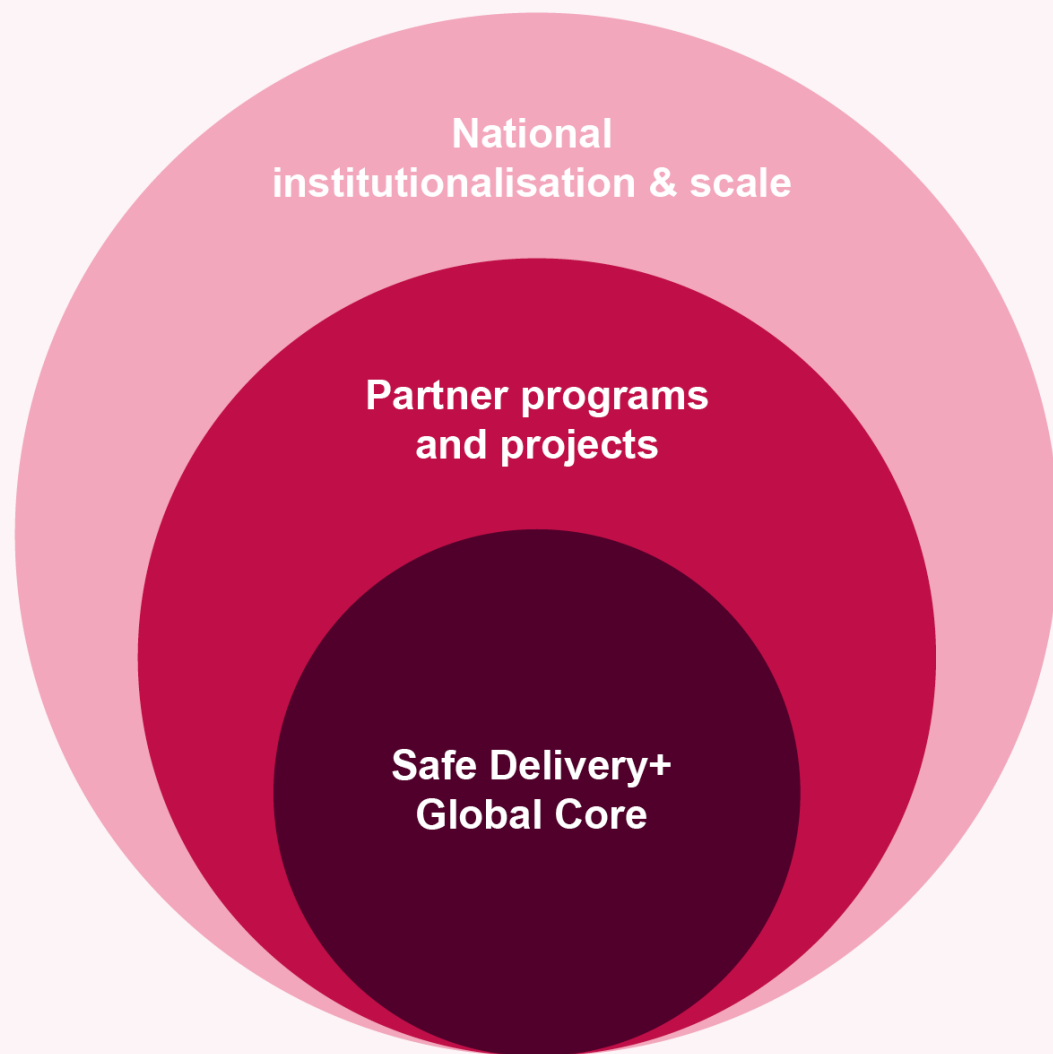 National
institutionalisation & scale
Partner programs
and projects
Safe Delivery+
Global Core